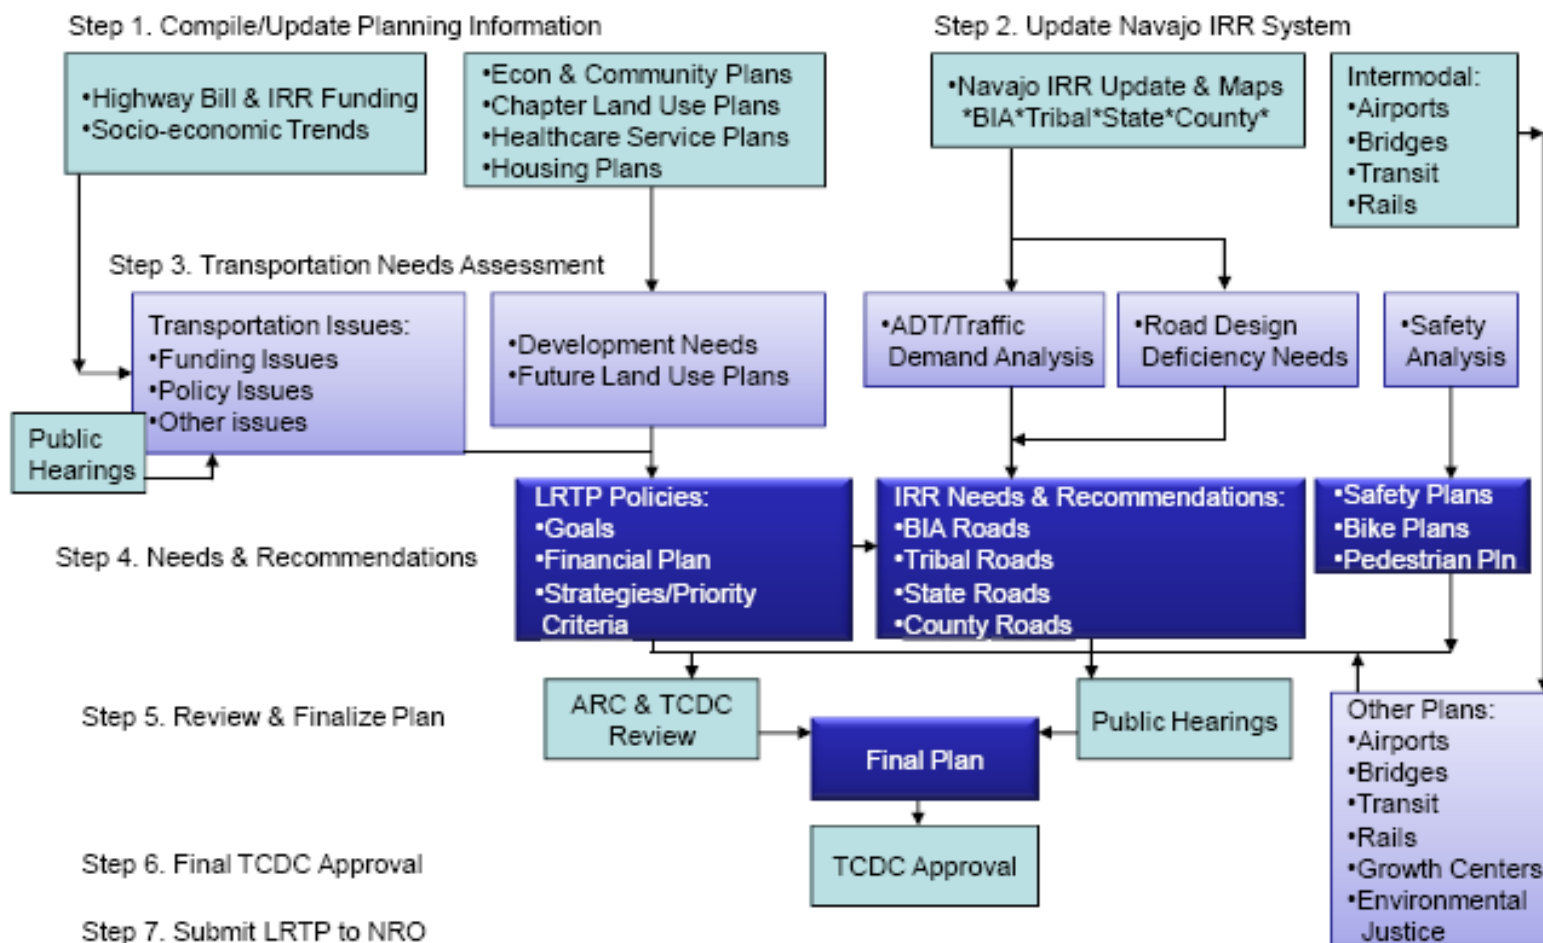 Step 1. Compile/Update Planning Information
Step 2. Update Navajo IRR System
•Highway Bill & IRR Funding
•Socio-economic Trends
•Econ & Community Plans
•Chapter Land Use Plans
•Healthcare Service Plans
•Housing Plans
•Navajo IRR Update & Maps
*BIA*Tribal*State*County*
Intermodal:
•Airports
•Bridges
•Transit
•Rails
Step 3. Transportation Needs Assessment
Transportation Issues:
•Funding Issues
•Policy Issues
•Other issues
Public
Hearings
•Development Needs
•Future Land Use Plans
•ADT/Traffic
Demand Analysis
•Road Design
Deficiency Needs
•Safety
Analysis
Step 4. Needs & Recommendations
LRTP Policies:
•Goals
•Financial Plan
•Strategies/Priority
Criteria
IRR Needs & Recommendations:
•BIA Roads
•Tribal Roads
•State Roads
•County Roads
•Safety Plans
•Bike Plans
•Pedestrian Pln
Step 5. Review & Finalize Plan
ARC & TCDC
Review
Final Plan
Public Hearings
Other Plans:
•Airports
•Bridges
•Transit
•Rails
•Growth Centers
•Environmental
Justice
Step 6. Final TCDC Approval
TCDC Approval
Step 7. Submit LRTP to NRO